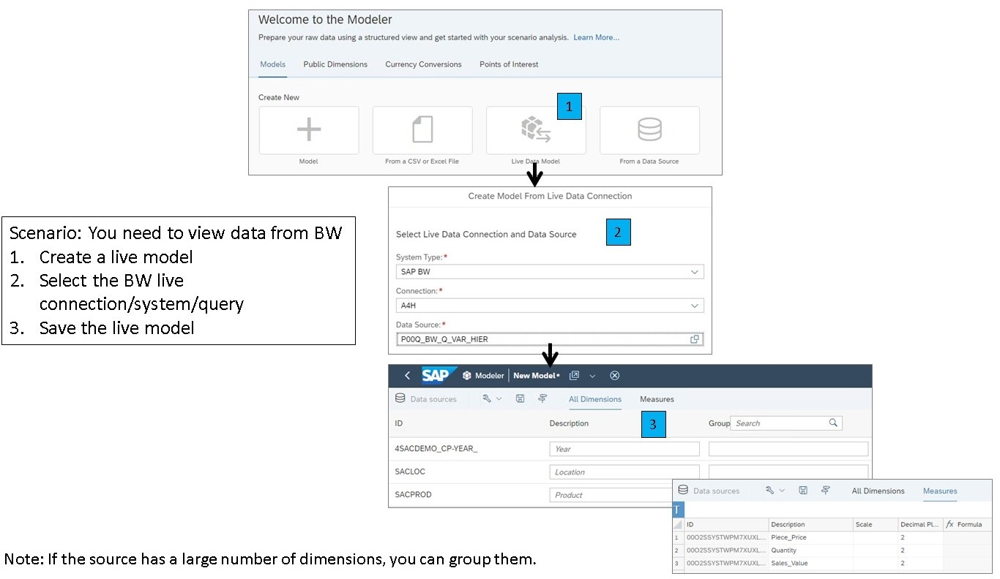 Welcome to the Modeler
Prepare your raw data using a structured view and get started with your scenario analysis. Learn More...
Models Public Dimensions Currency Conversions Points of Interest
Create New
1
Model From a CSV or Excel File Live Data Model From a Data Source
Create Model From Live Data Connection
Select Live Data Connection and Data Source
2
System Type:*
SAP BW
Connection:*
A4H
Data Source:*
P00Q_BW_Q_VAR_HIER
Scenario: You need to view data from BW
1. Create a live model
2. Select the BW live
connection/system/query
3. Save the live model
SAP Modeler New Model*
Data sources All Dimensions Measures
ID Description 3 Group Search
4SACDEMO_CP-YEAR_ Year
SACLOC Location
SACPROD Product
Data sources All Dimensions Measures
T
ID Description Scale Decimal Pl... fx Formula
1 00O2SSYSTWPM7XUXL... Piece_Price 2
2 00O2SSYSTWPM7XUXL... Quantity 2
3 00O2SSYSTWPM7XUXL... Sales_Value 2
Note: If the source has a large number of dimensions, you can group them.